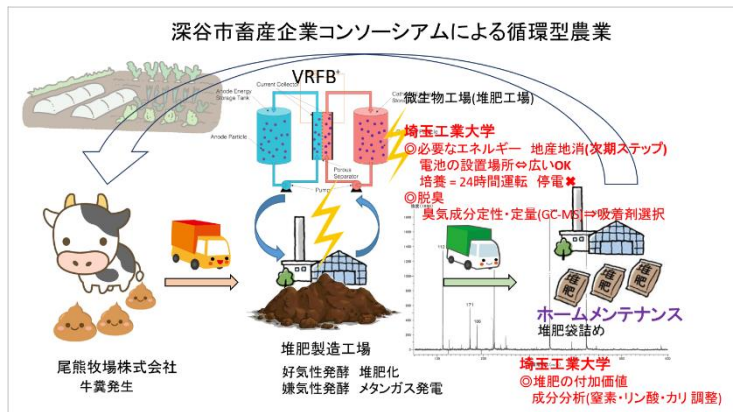 深谷市畜産企業コンソーシアムによる循環型農業
VRFB
Current Collector
Anode Energy
Storage Tank
Anode Particle
Porous
Separator
Pump
微生物工場(堆肥工場)
埼玉工業大学
◎必要なエネルギー 地産地消(次期ステップ)
電池の設置場所⇔広いOK
培養 = 24時間運転 停電✖
◎脱臭
臭気成分定性・定量(GC-MS)⇒吸着剤選択
171
堆肥
堆肥
堆肥
ホームメンテナンス
堆肥袋詰め
尾熊牧場株式会社
牛糞発生
堆肥製造工場
好気性発酵 堆肥化
嫌気性発酵 メタンガス発電
埼玉工業大学
◎堆肥の付加価値
成分分析(窒素・リン酸・カリ 調整)